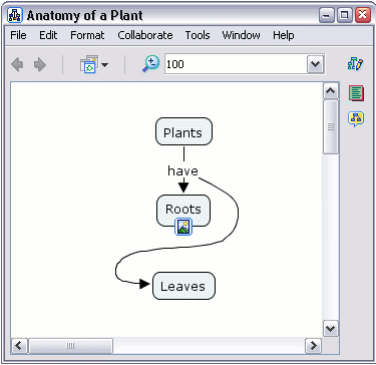 Anatomy of a Plant
File Edit Format Collaborate Tools Window Help
100
Plants
have
Roots
Leaves